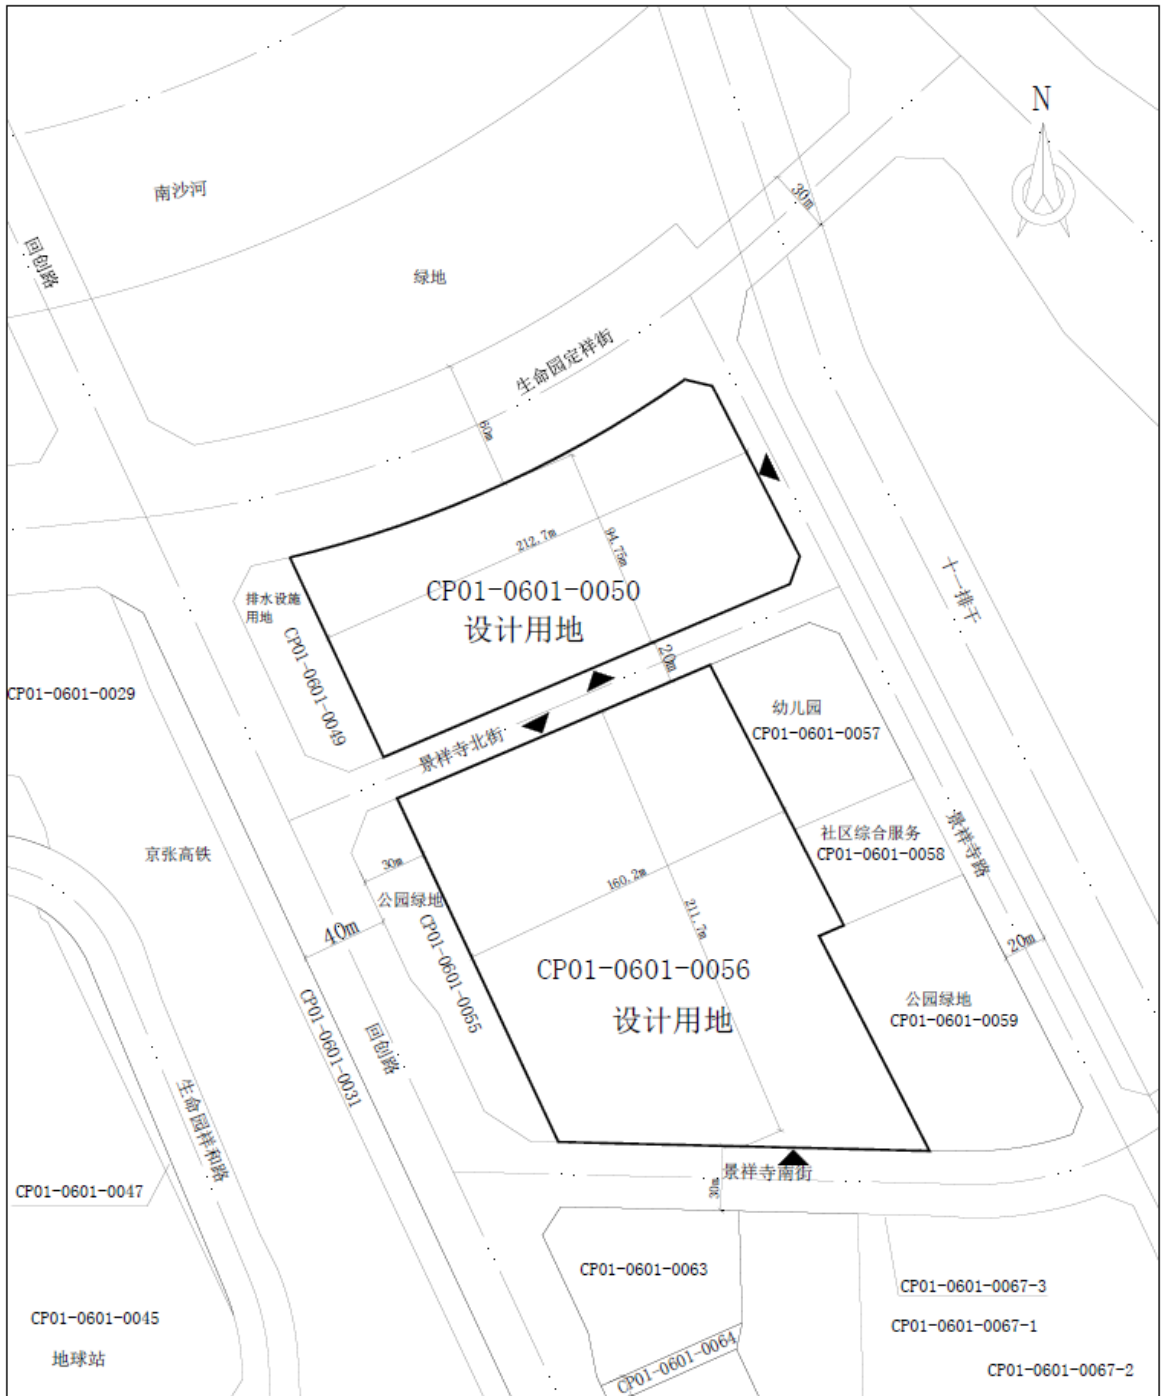 N
南沙河
30m
回创路
绿地
生命园定祥街
60m
212.7m
94.75m
十一排干
CP01-0601-0050
设计用地
排水设施
用地
CP01-0601-0049
20m
CP01-0601-0029
幼儿园
CP01-0601-0057
景祥寺北街
社区综合服务
CP01-0601-0058
景祥寺路
京张高铁
30m
160.2m
公园绿地
CP01-0601-0055
211.7m
40m
20m
CP01-0601-0056
设计用地
公园绿地
CP01-0601-0059
CP01-0601-0031
回创路
生命园祥和路
景祥寺南街
30m
CP01-0601-0047
CP01-0601-0063
CP01-0601-0067-3
CP01-0601-0045
CP01-0601-0067-1
地球站
CP01-0601-0064
CP01-0601-0067-2